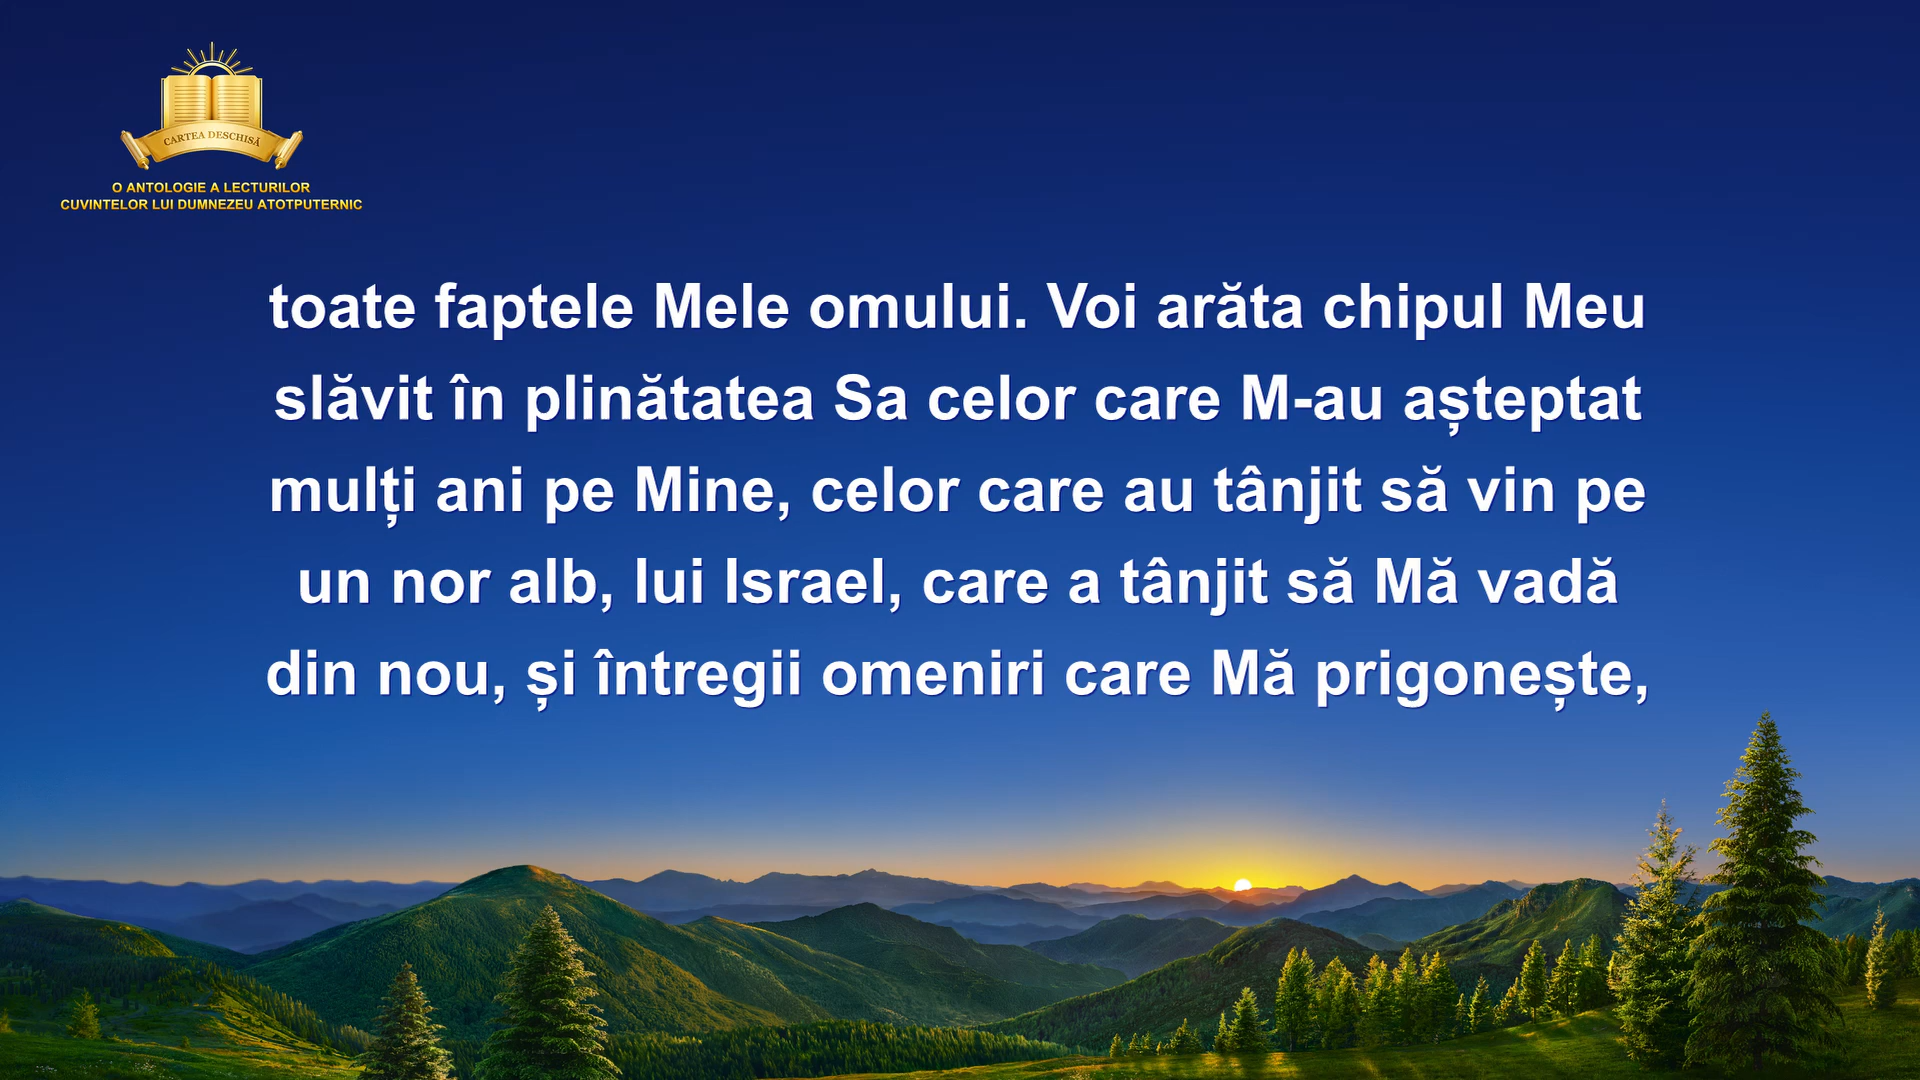 CARTEA DESCHISĂ
O ANTOLOGIE A LECTURILOR
CUVINTELOR LUI DUMNEZEU ATOTPUTERNIC
toate faptele Mele omului. Voi arăta chipul Meu
slăvit în plinătatea Sa celor care M-au așteptat
mulți ani pe Mine, celor care au tânjit să vin pe
un nor alb, lui Israel, care a tânjit să Mă vadă
din nou, și întregii omeniri care Mă prigonește,